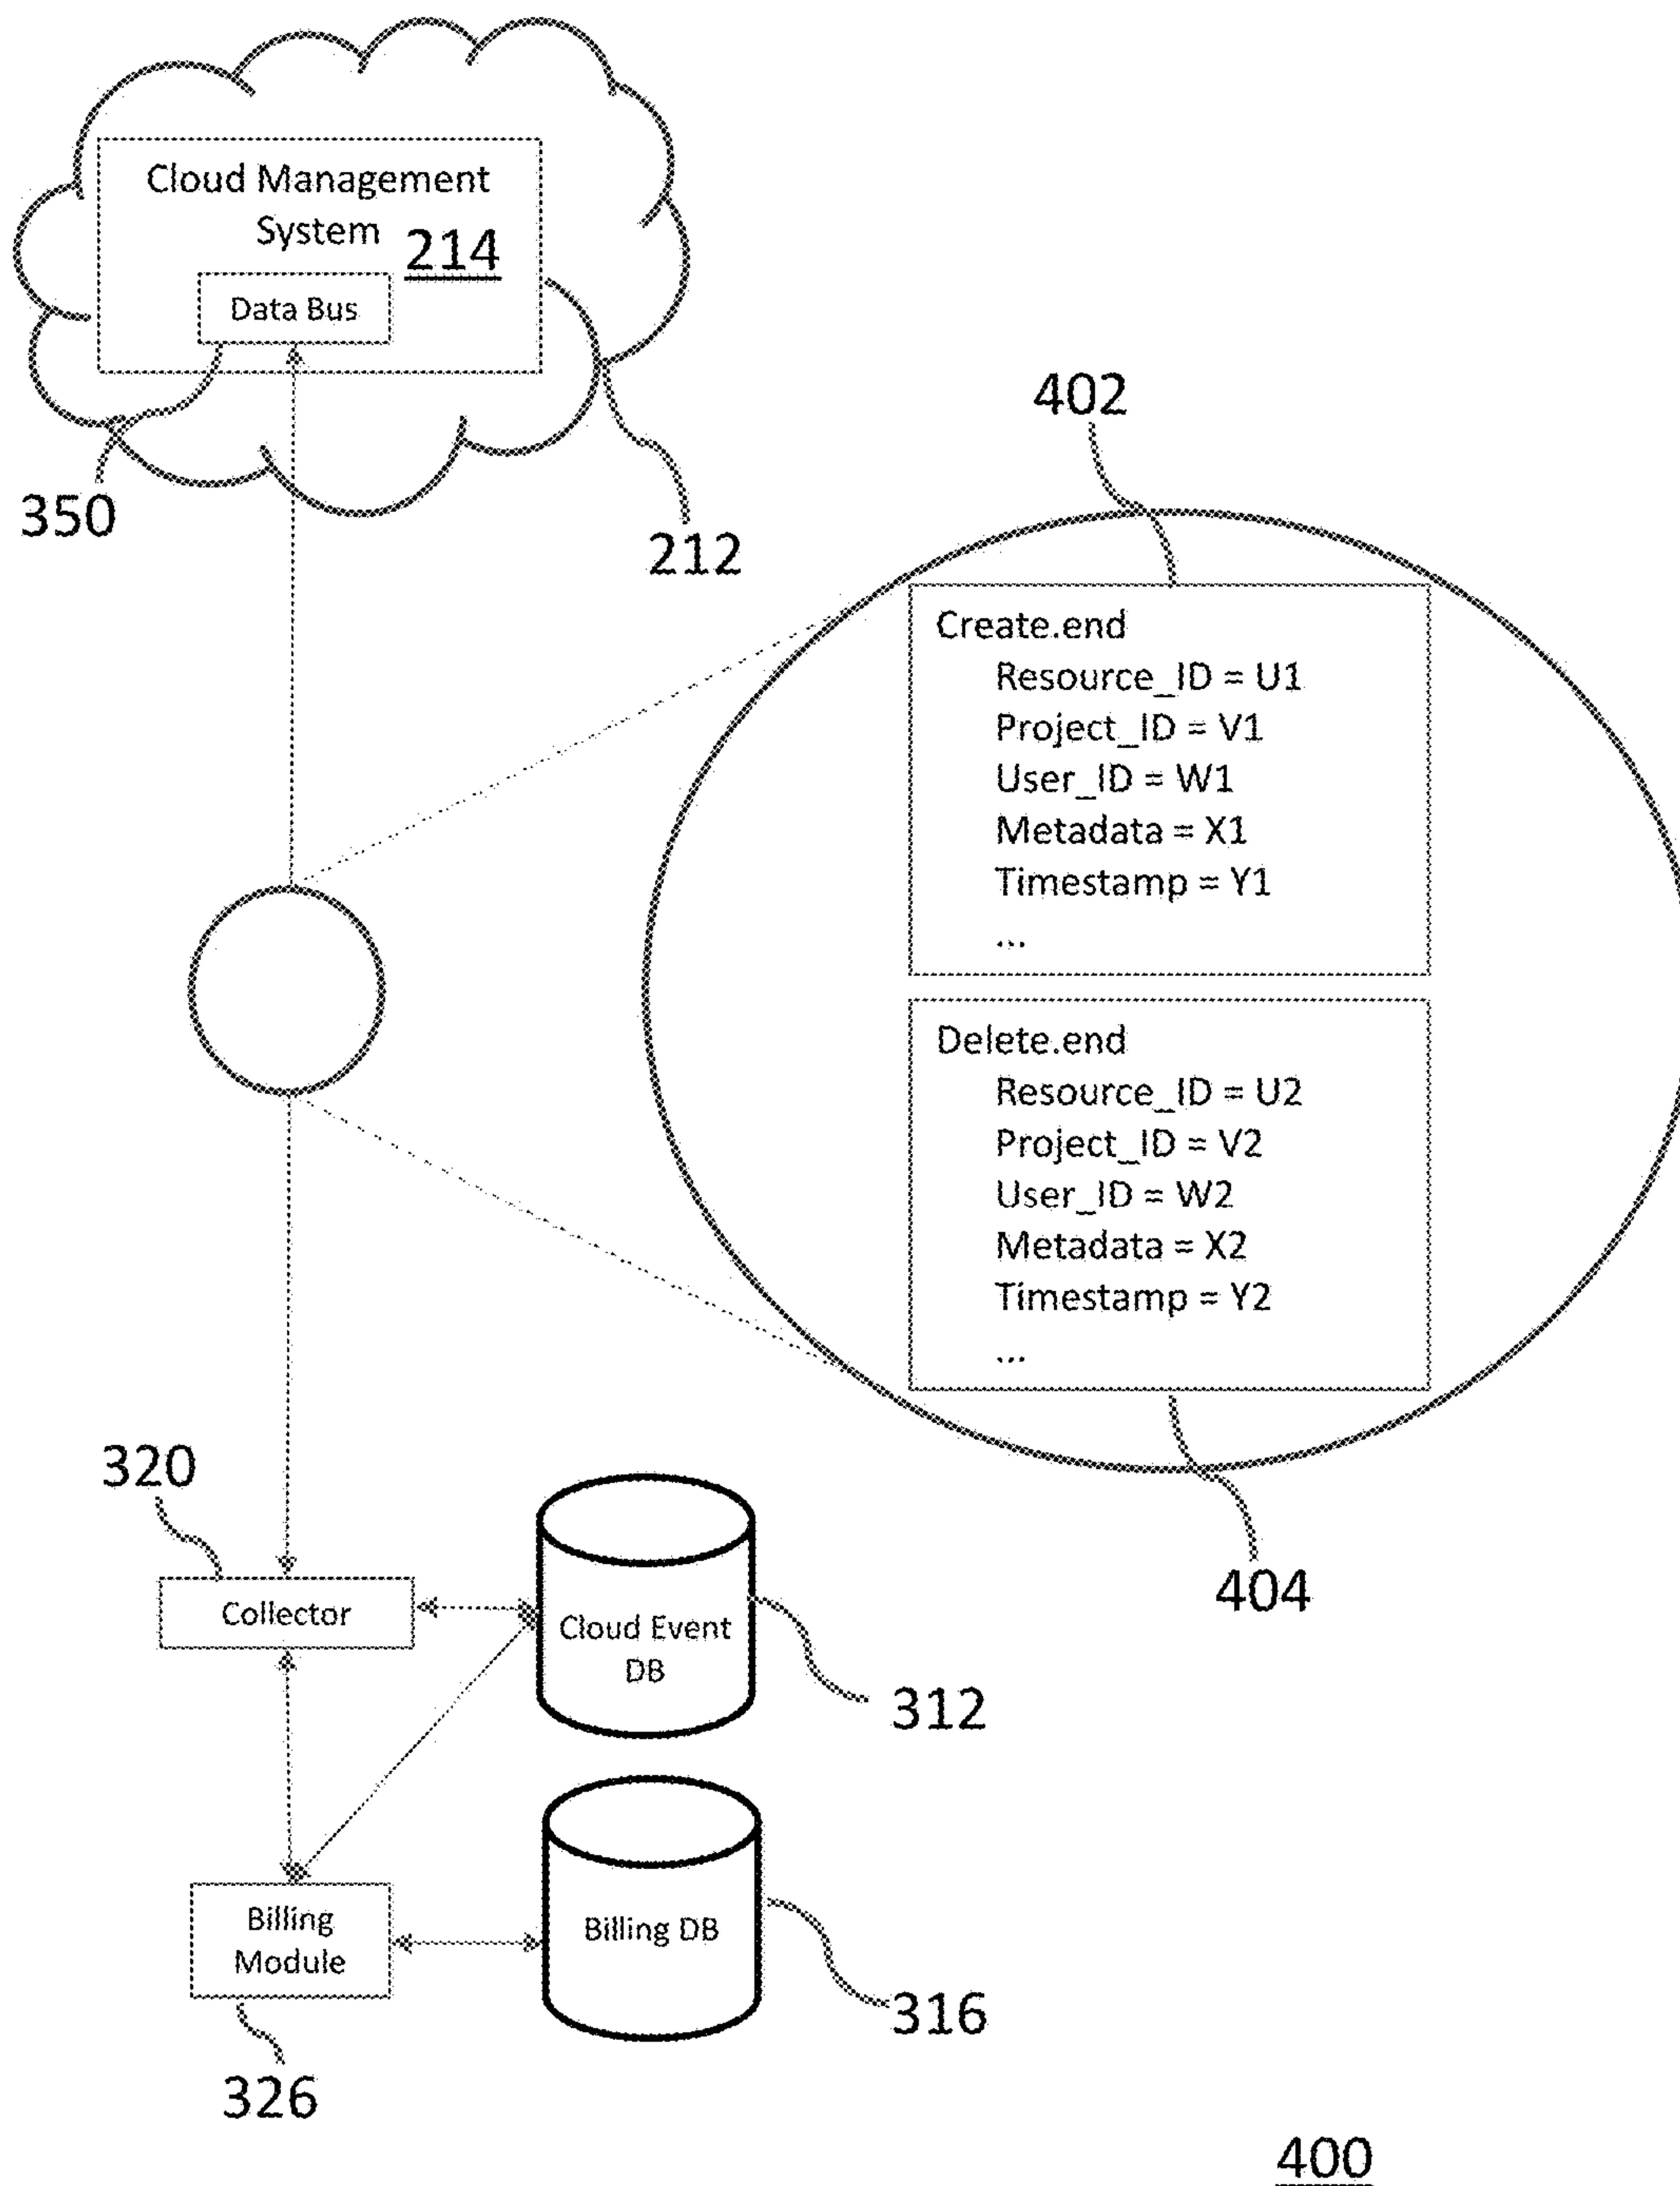 Cloud Management
System 214
Data Bus
350
212
402
Create.end
Resource_ID = U1
Project_ID = V1
User_ID = W1
Metadata = X1
Timestamp = Y1
...
Delete.end
Resource_ID = U2
Project_ID = V2
User_ID = W2
Metadata = X2
Timestamp = Y2
...
404
320
Collector
Cloud Event
DB
312
Billing
Module
Billing DB
316
326
400